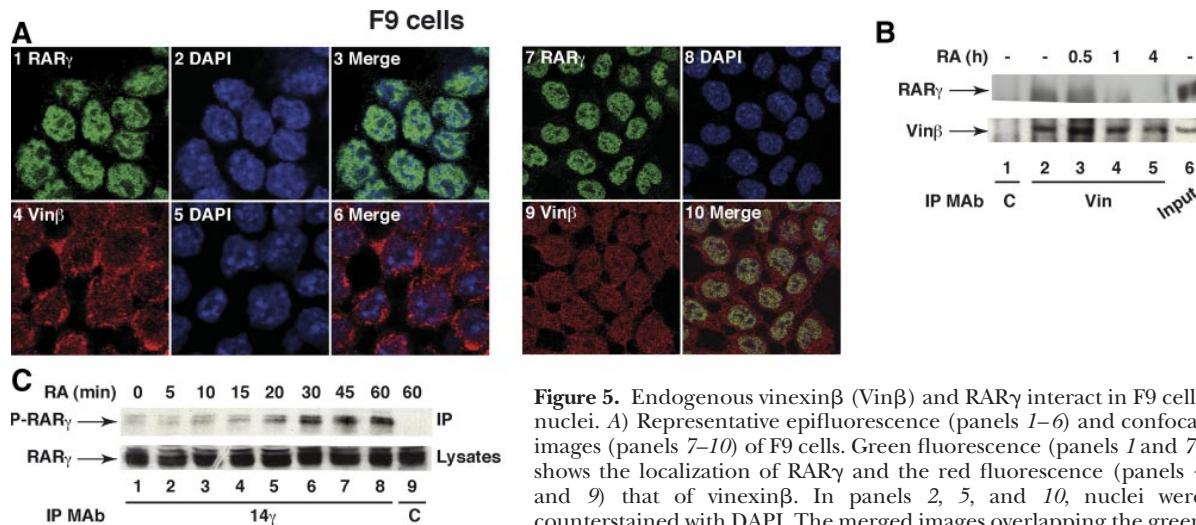 F9 cells
A
1 RARγ 2 DAPI 3 Merge
4 Vinβ 5 DAPI 6 Merge
7 RARγ 8 DAPI
9 Vinβ 10 Merge
B
RA (h) - - 0.5 1 4 -
RARγ
Vinβ
1 2 3 4 5 6
IP MAb C Vin Input
C
RA (min) 0 5 10 15 20 30 45 60 60
P-RARγ IP
RARγ Lysates
1 2 3 4 5 6 7 8 9
IP MAb 14γ C
Figure 5. Endogenous vinexinβ (Vinβ) and RARγ interact in F9 cell
nuclei. A) Representative epifluorescence (panels 1–6) and confoca
images (panels 7–10) of F9 cells. Green fluorescence (panels 1 and 7
shows the localization of RARγ and the red fluorescence (panels
and 9) that of vinexinβ. In panels 2, 5, and 10, nuclei were
counterstained with DAPI. The merged images overlapping the green